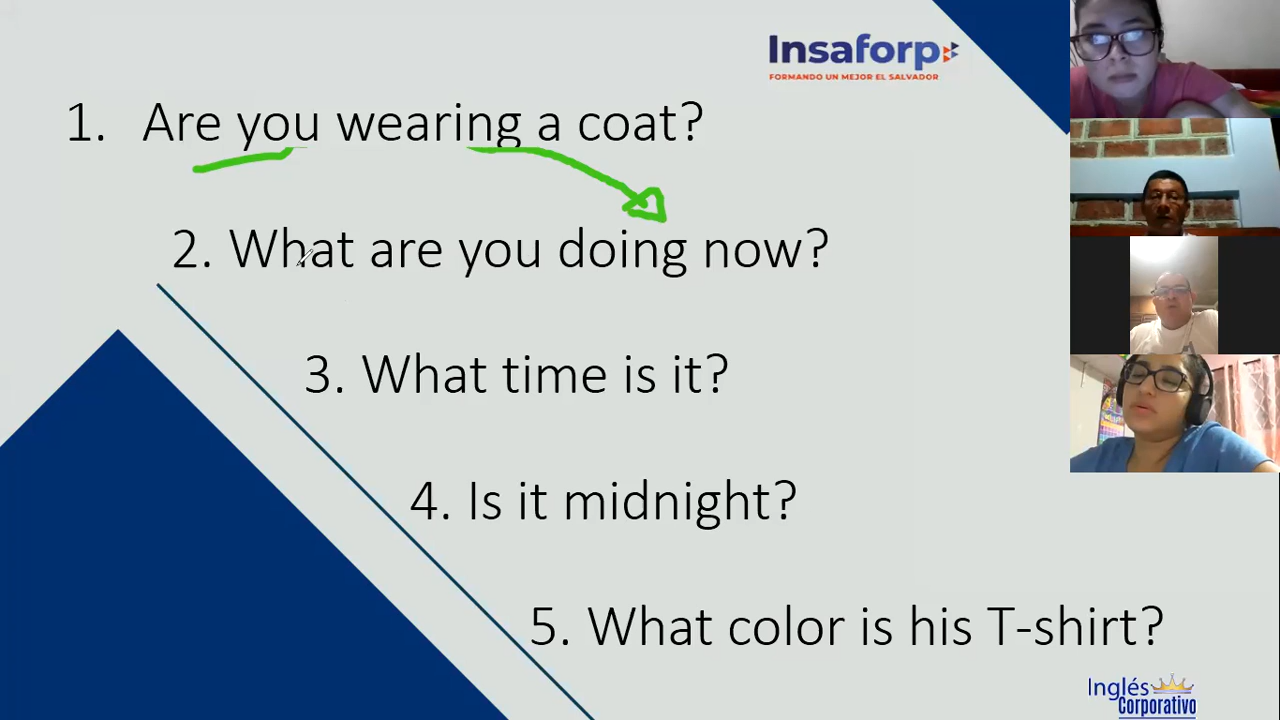 Insaforp
FORMANDO UN MEJOR EL SALVADOR
1. Are you wearing a coat?
2. What are you doing now?
3. What time is it?
4. Is it midnight?
5. What color is his T-shirt?
Inglés
Corporativo